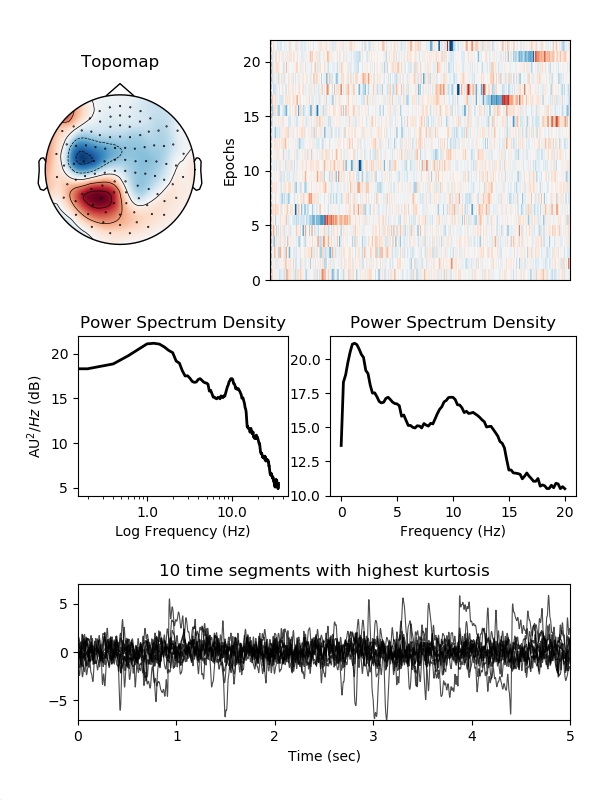 Topomap
20
15
10
5
0
Epochs
Power Spectrum Density
20
15
10
5
AU²/Hz (dB)
1.0 10.0
Log Frequency (Hz)
Power Spectrum Density
20.0
17.5
15.0
12.5
10.0
0 5 10 15 20
Frequency (Hz)
10 time segments with highest kurtosis
5
0
−5
0 1 2 3 4 5
Time (sec)